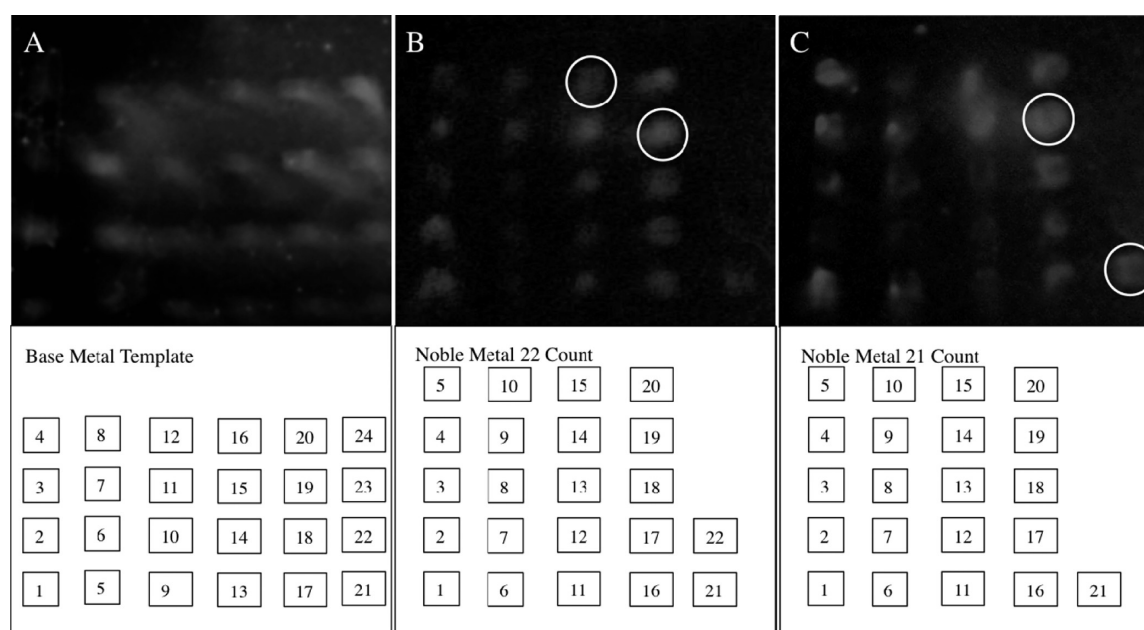 A B C
Base Metal Template
4 8 12 16 20 24
3 7 11 15 19 23
2 6 10 14 18 22
1 5 9 13 17 21
Noble Metal 22 Count
5 10 15 20
4 9 14 19
3 8 13 18
2 7 12 17 22
1 6 11 16 21
Noble Metal 21 Count
5 10 15 20
4 9 14 19
3 8 13 18
2 7 12 17
1 6 11 16 21